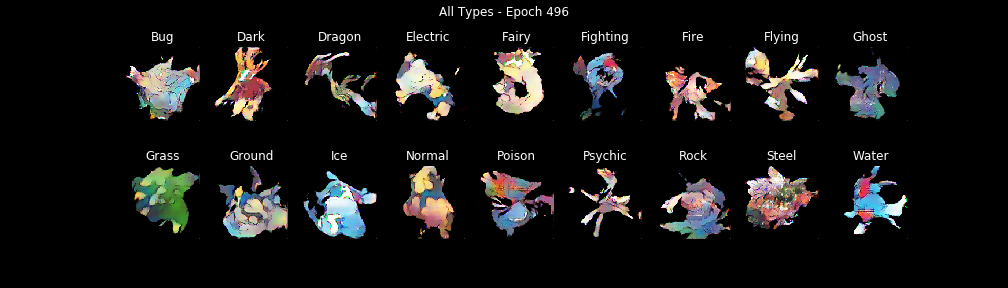 All Types - Epoch 496
Bug Dark Dragon Electric Fairy Fighting Fire Flying Ghost
Grass Ground Ice Normal Poison Psychic Rock Steel Water